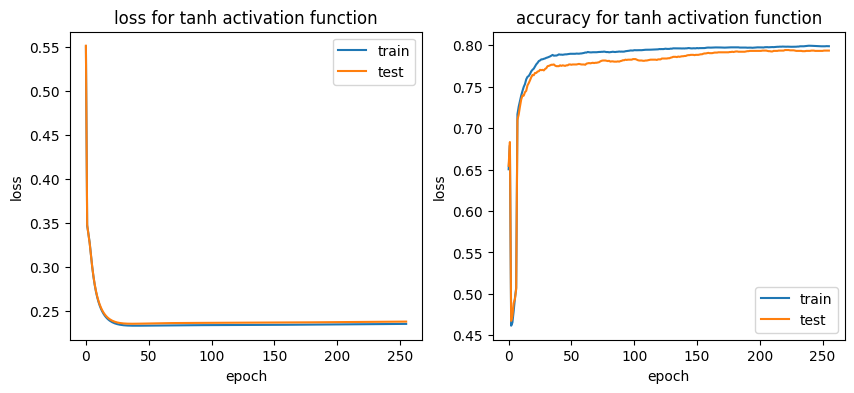 loss for tanh activation function
0.55
0.50
0.45
0.40
0.35
0.30
0.25
loss
0 50 100 150 200 250
epoch
train
test
accuracy for tanh activation function
0.80
0.75
0.70
0.65
0.60
0.55
0.50
0.45
loss
0 50 100 150 200 250
epoch
train
test